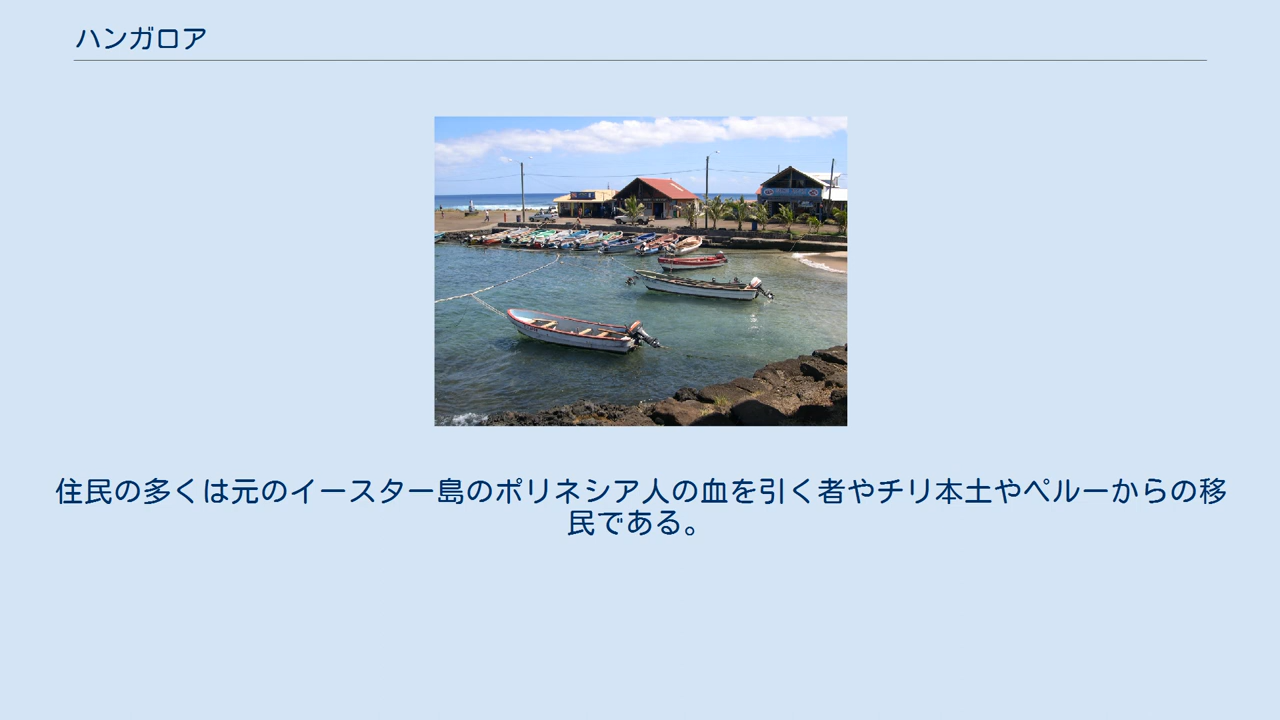 ハンガロア
住民の多くは元のイースター島のポリネシア人の血を引く者やチリ本土やペルーからの移
民である。